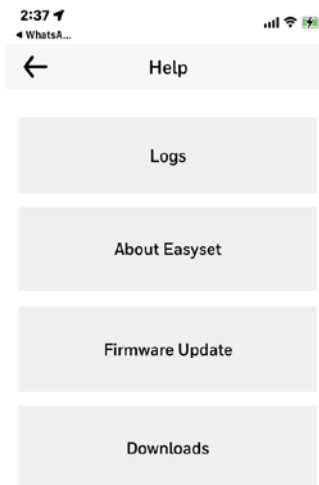 2:37
◄ WhatsA...
Help
Logs
About Easyset
Firmware Update
Downloads